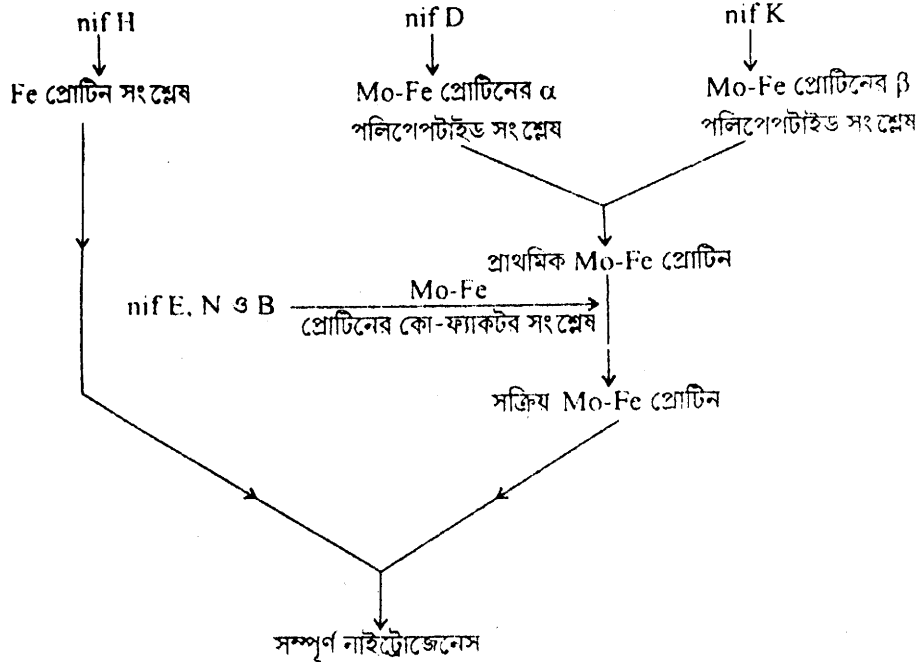 nif H
nif D
nif K
Fe প্রোটিন সংশ্লেষ
Mo-Fe প্রোটিনের α
পলিপেপটাইড সংশ্লেষ
Mo-Fe প্রোটিনের β
পলিপেপটাইড সংশ্লেষ
প্রাথমিক Mo-Fe প্রোটিন
nif E, N ও B
Mo-Fe
প্রোটিনের কো-ফ্যাকটর সংশ্লেষ
সক্রিয় Mo-Fe প্রোটিন
সম্পূর্ণ নাইট্রোজেনেস